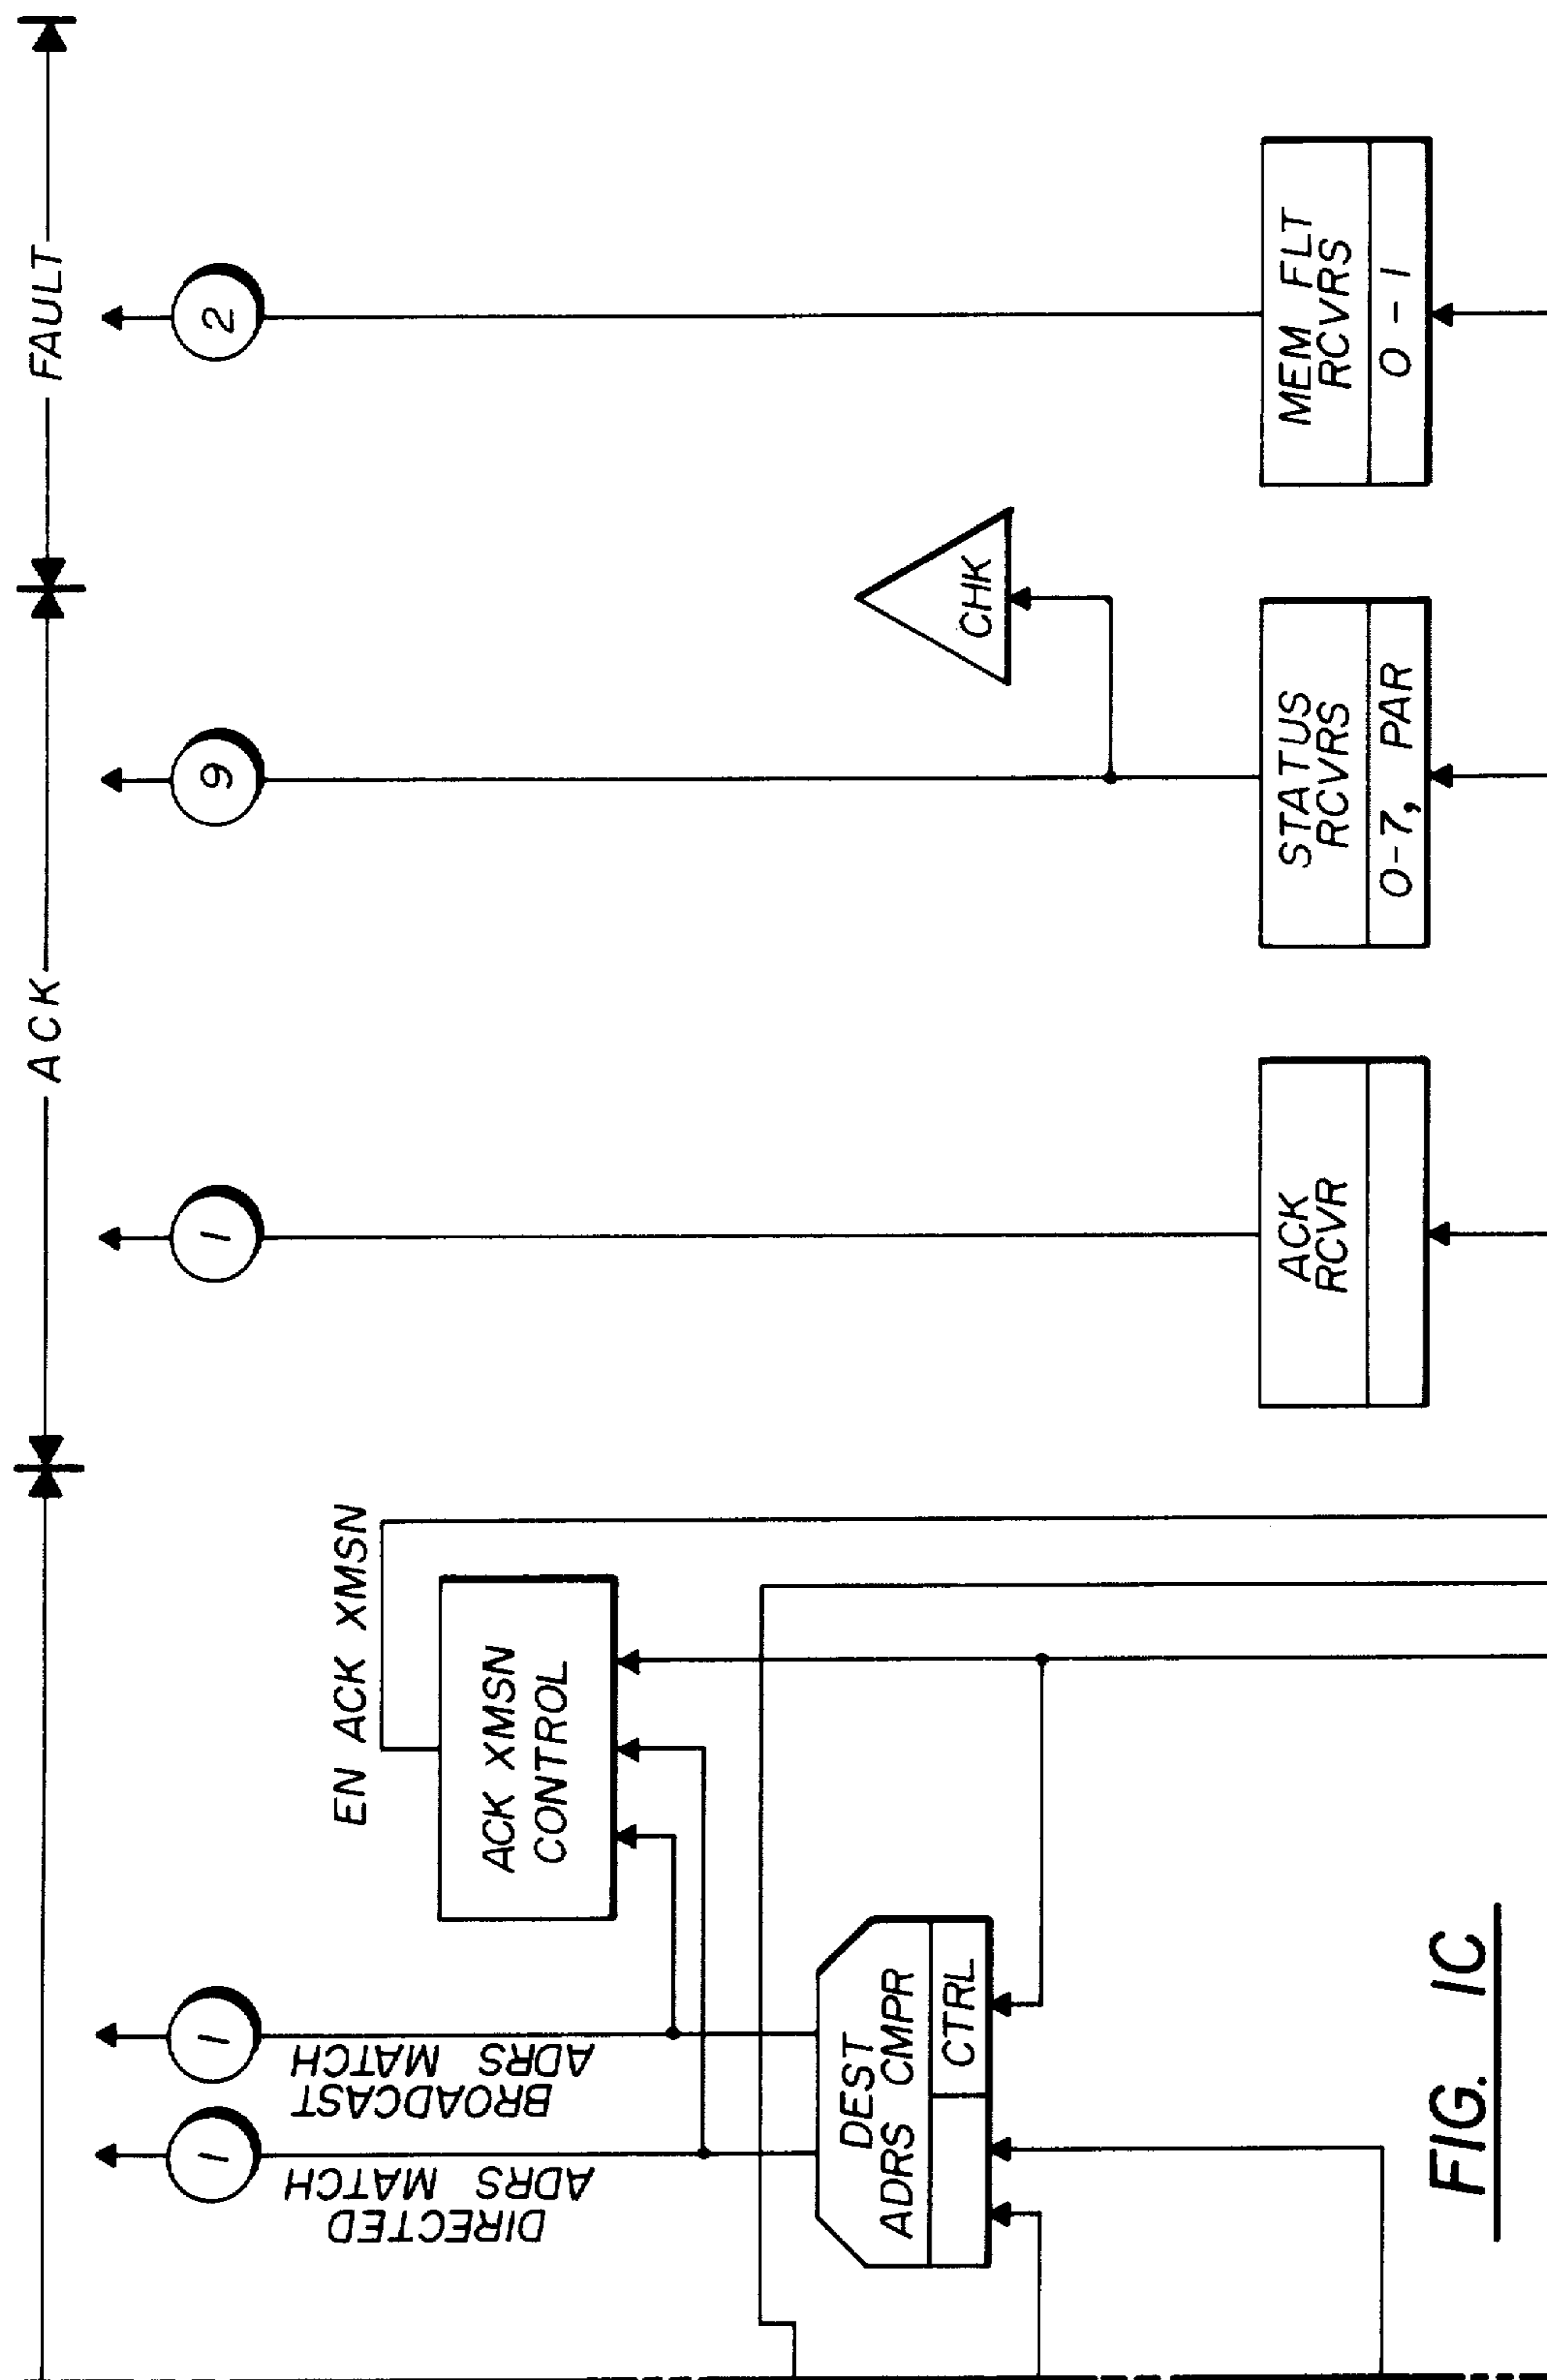 ACK
FAULT
1
1
1
9
2
DIRECTED
ADRS MATCH
BROADCAST
ADRS MATCH
EN ACK XMSN
ACK XMSN
CONTROL
DEST
ADRS CMPR
CTRL
CHK
ACK
RCVR
STATUS
RCVRS
0-7, PAR
MEM FLT
RCVRS
0-1
FIG. 1C